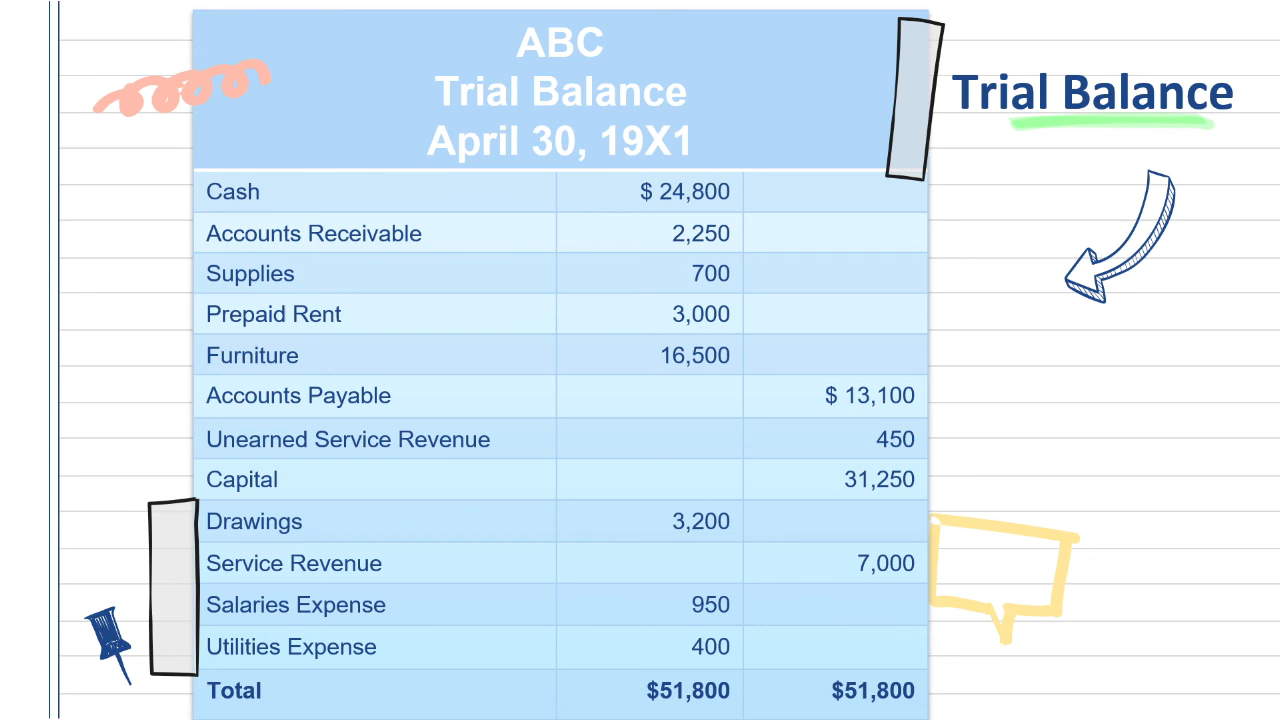 ABC
Trial Balance
April 30, 19X1
Trial Balance
Cash $ 24,800
Accounts Receivable 2,250
Supplies 700
Prepaid Rent 3,000
Furniture 16,500
Accounts Payable $ 13,100
Unearned Service Revenue 450
Capital 31,250
Drawings 3,200
Service Revenue 7,000
Salaries Expense 950
Utilities Expense 400
Total $51,800 $51,800